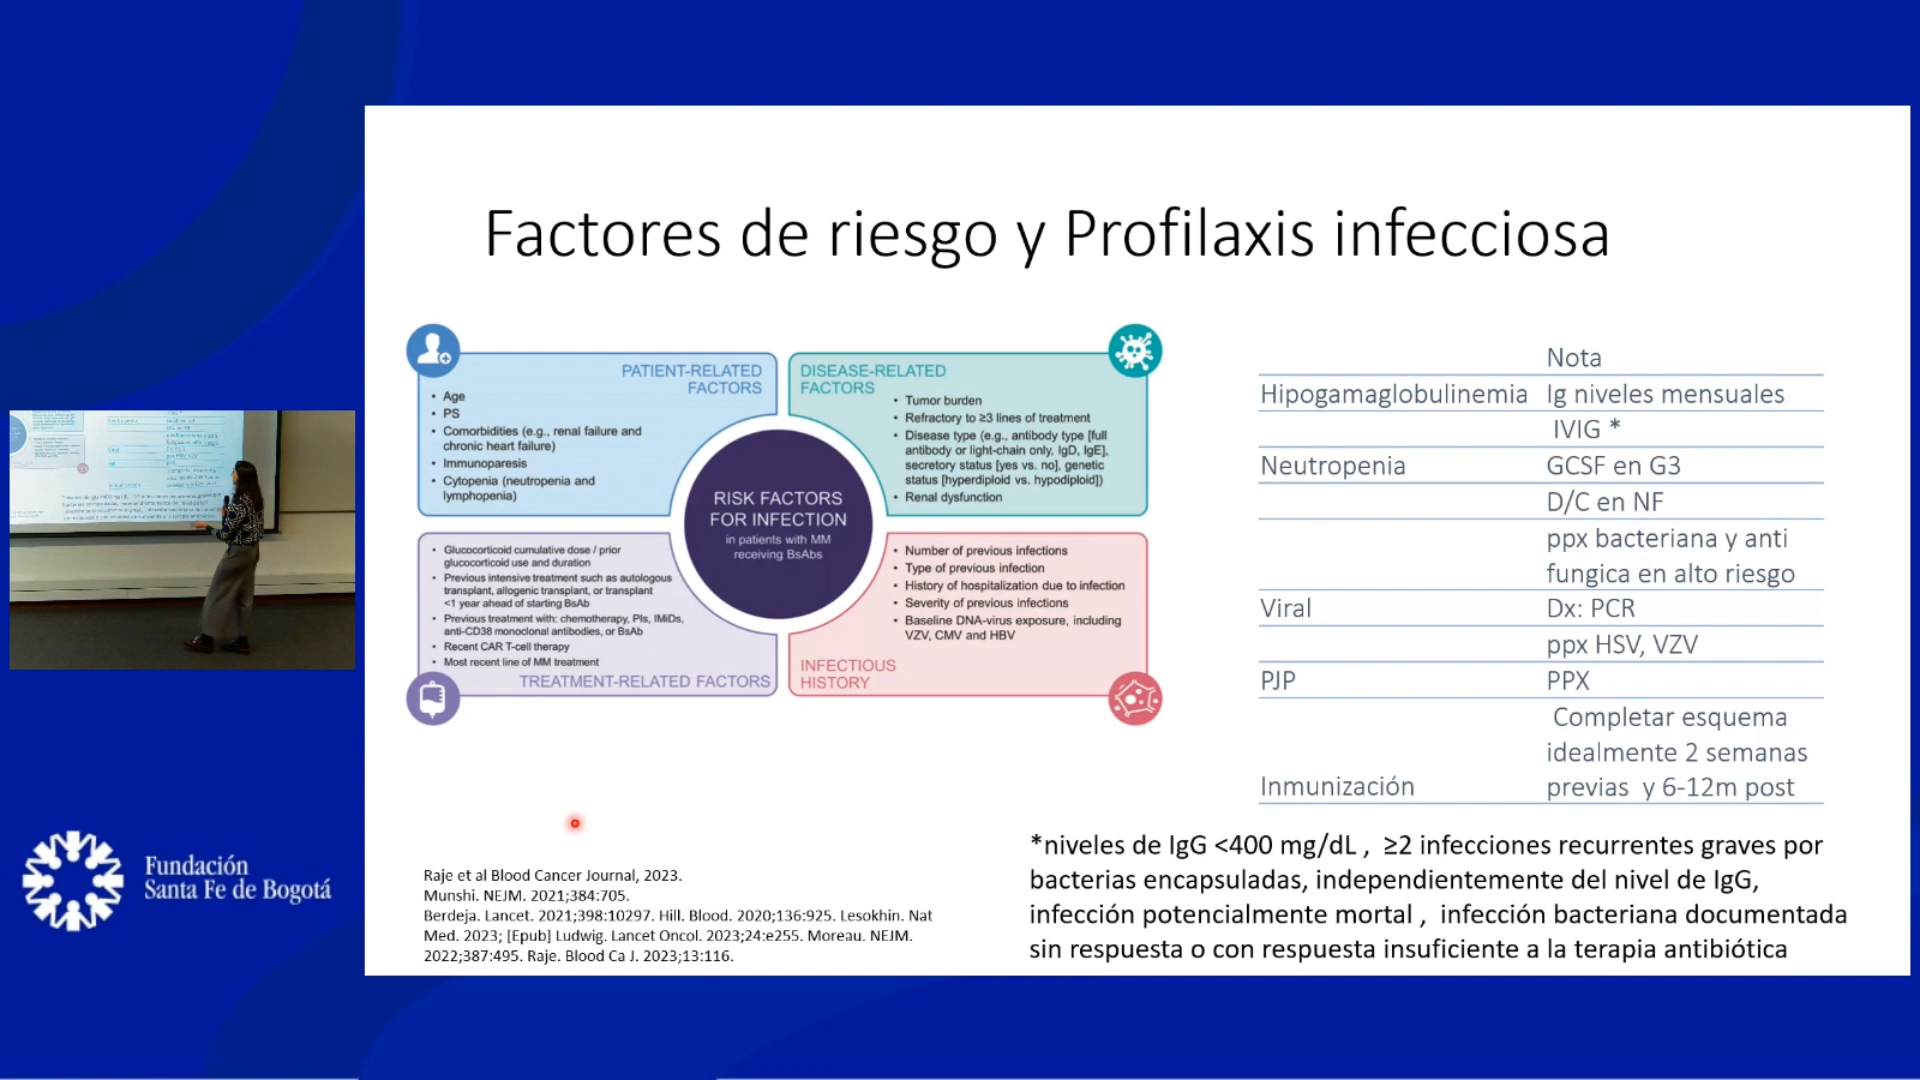 Factores de riesgo y Profilaxis infecciosa
PATIENT-RELATED
FACTORS
• Age
• PS
• Comorbidities (e.g., renal failure and
chronic heart failure)
• Immunoparesis
• Cytopenia (neutropenia and
lymphopenia)
DISEASE-RELATED
FACTORS
• Tumor burden
• Refractory to ≥3 lines of treatment
• Disease type (e.g., antibody type [full
antibody or light-chain only, IgD, IgE],
secretory status [yes vs. no], genetic
status [hyperdiploid vs. hypodiploid])
• Renal dysfunction
RISK FACTORS
FOR INFECTION
in patients with MM
receiving BsAbs
• Glucocorticoid cumulative dose / prior
glucocorticoid use and duration
• Previous intensive treatment such as autologous
transplant, allogenic transplant, or transplant
<1 year ahead of starting BsAb
• Previous treatment with: chemotherapy, PIs, IMiDs,
anti-CD38 monoclonal antibodies, or BsAb
• Recent CAR T-cell therapy
• Most recent line of MM treatment
TREATMENT-RELATED FACTORS
• Number of previous infections
• Type of previous infection
• History of hospitalization due to infection
• Severity of previous infections
• Baseline DNA-virus exposure, including
VZV, CMV and HBV
INFECTIOUS
HISTORY
Nota
Hipogamaglobulinemia Ig niveles mensuales
IVIG *
Neutropenia GCSF en G3
D/C en NF
ppx bacteriana y anti
fungica en alto riesgo
Viral Dx: PCR
ppx HSV, VZV
PJP PPX
Completar esquema
idealmente 2 semanas
Inmunización previas y 6-12m post
*niveles de IgG <400 mg/dL , ≥2 infecciones recurrentes graves por
bacterias encapsuladas, independientemente del nivel de IgG,
infección potencialmente mortal , infección bacteriana documentada
sin respuesta o con respuesta insuficiente a la terapia antibiótica
Raje et al Blood Cancer Journal, 2023.
Munshi. NEJM. 2021;384:705.
Berdeja. Lancet. 2021;398:10297. Hill. Blood. 2020;136:925. Lesokhin. Nat
Med. 2023; [Epub] Ludwig. Lancet Oncol. 2023;24:e255. Moreau. NEJM.
2022;387:495. Raje. Blood Ca J. 2023;13:116.
Fundación
Santa Fe de Bogotá